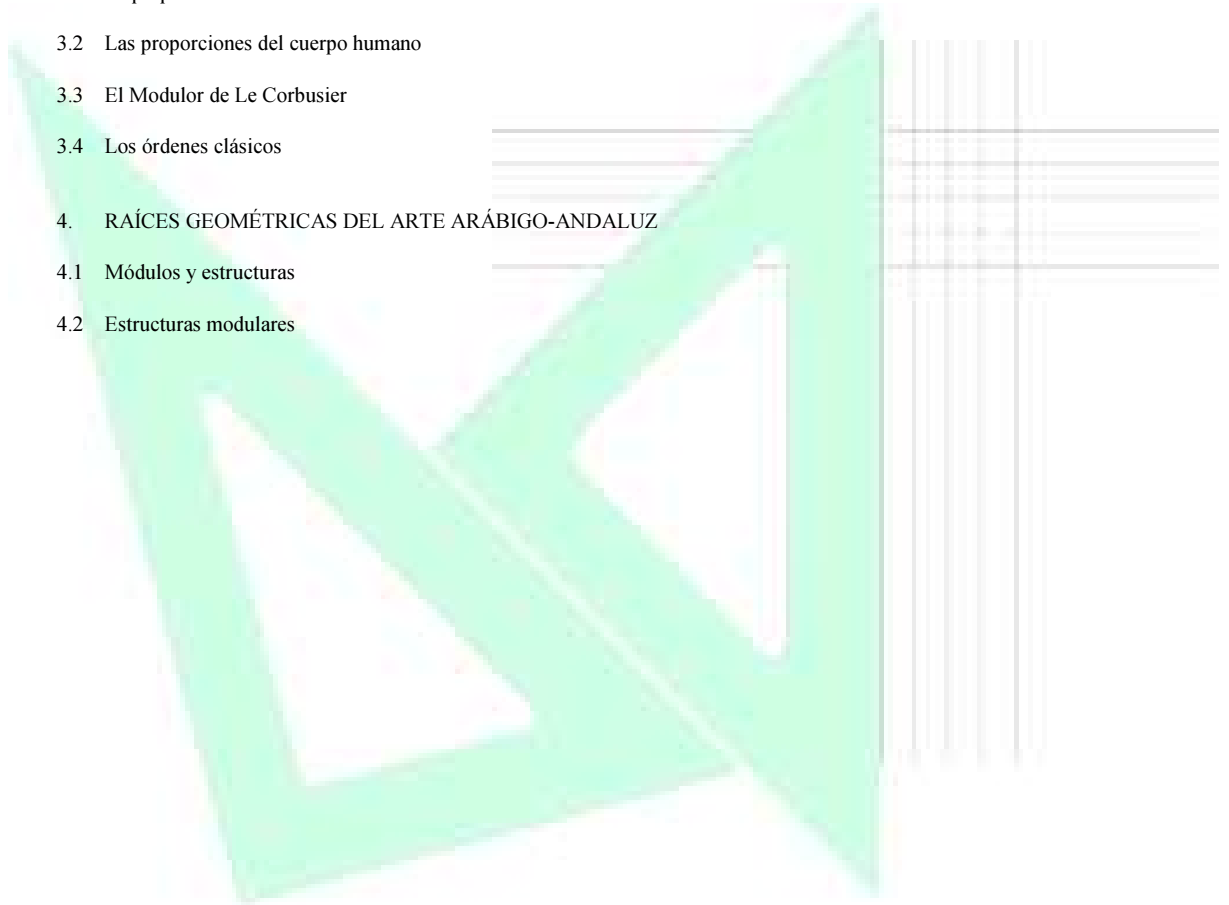 3.2 Las proporciones del cuerpo humano
3.3 El Modulor de Le Corbusier
3.4 Los órdenes clásicos
4. RAÍCES GEOMÉTRICAS DEL ARTE ARÁBIGO-ANDALUZ
4.1 Módulos y estructuras
4.2 Estructuras modulares